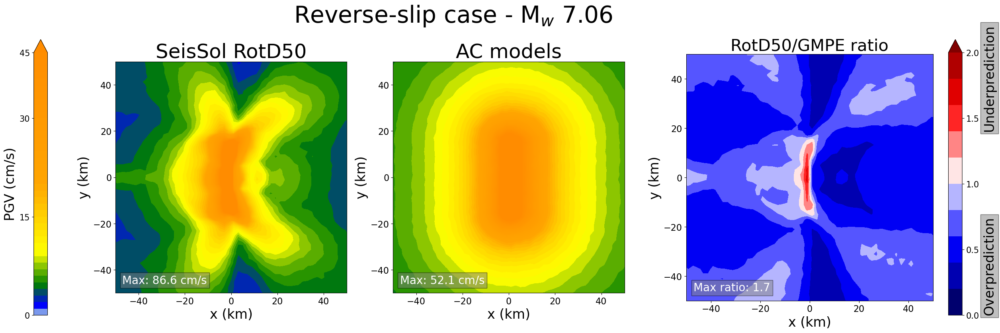 Reverse-slip case - M_w 7.06
PGV (cm/s)
45
30
15
0
SeisSol RotD50
y (km)
40
20
0
−20
−40
Max: 86.6 cm/s
−40 −20 0 20 40
x (km)
AC models
y (km)
40
20
0
−20
−40
Max: 52.1 cm/s
−40 −20 0 20 40
x (km)
RotD50/GMPE ratio
y (km)
40
20
0
−20
−40
Max ratio: 1.7
−40 −20 0 20 40
x (km)
2.0
1.5
1.0
0.5
0.0
Underprediction
Overprediction